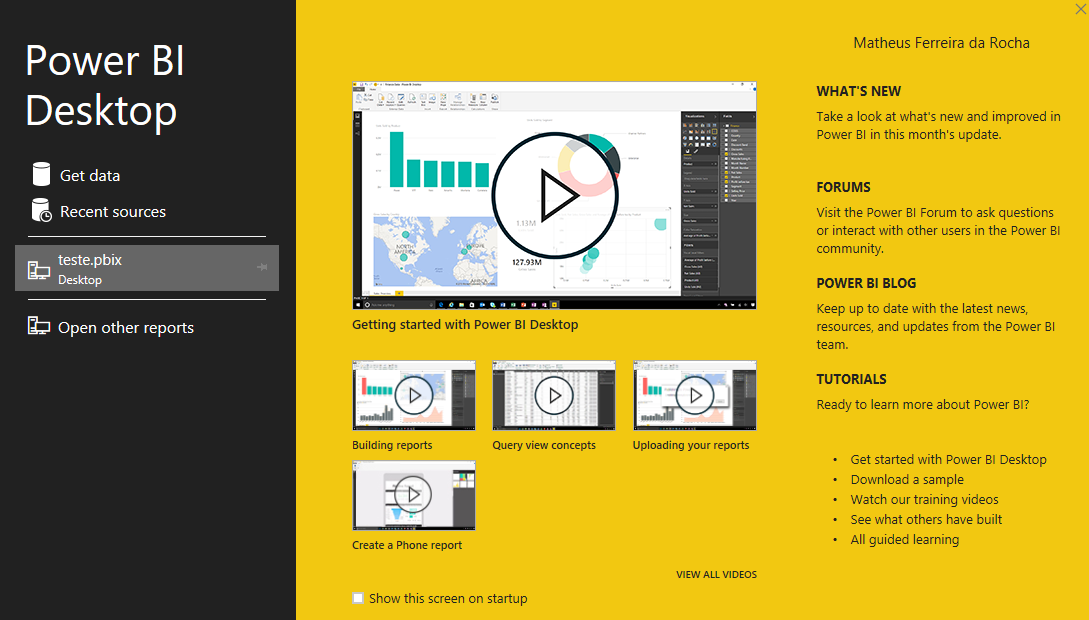 Power BI
Desktop
Get data
Recent sources
teste.pbix
Desktop
Open other reports
Matheus Ferreira da Rocha
NORTH
AMERICA
EUROPE
1.13M
127.93M
Getting started with Power BI Desktop
Building reports
Query view concepts
Uploading your reports
Create a Phone report
VIEW ALL VIDEOS
Show this screen on startup
WHAT'S NEW
Take a look at what's new and improved in
Power BI in this month's update.
FORUMS
Visit the Power BI Forum to ask questions
or interact with other users in the Power BI
community.
POWER BI BLOG
Keep up to date with the latest news,
resources, and updates from the Power BI
team.
TUTORIALS
Ready to learn more about Power BI?
• Get started with Power BI Desktop
• Download a sample
• Watch our training videos
• See what others have built
• All guided learning